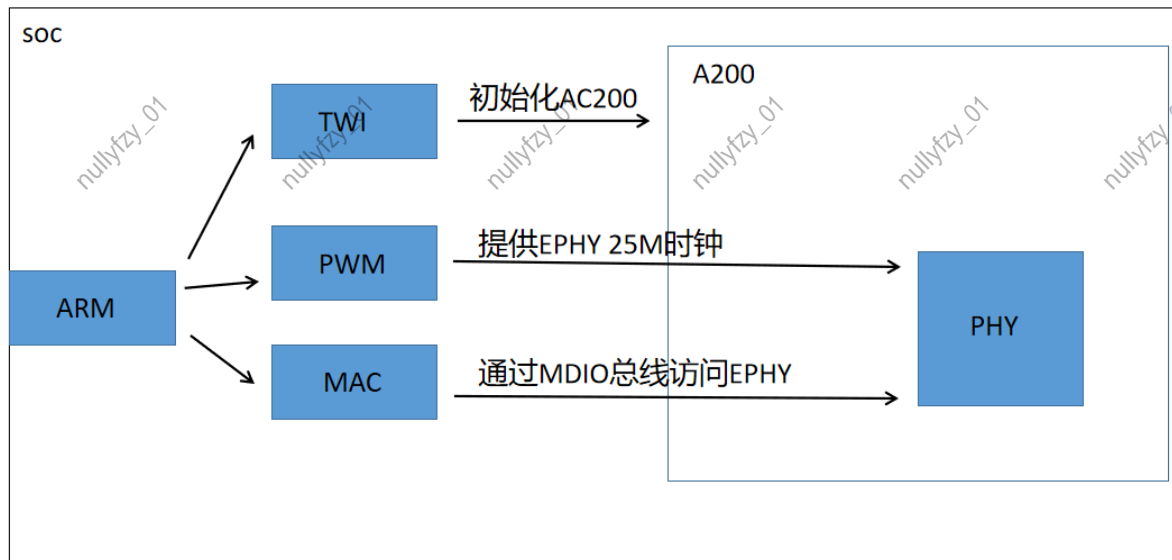 soc
A200
TWI
初始化AC200
nullyfzy_01
nullyfzy_01
nullyfzy_01
nullyfzy_01
nullyfzy_01
nullyfzy_01
PWM
提供EPHY 25M时钟
ARM
PHY
MAC
通过MDIO总线访问EPHY